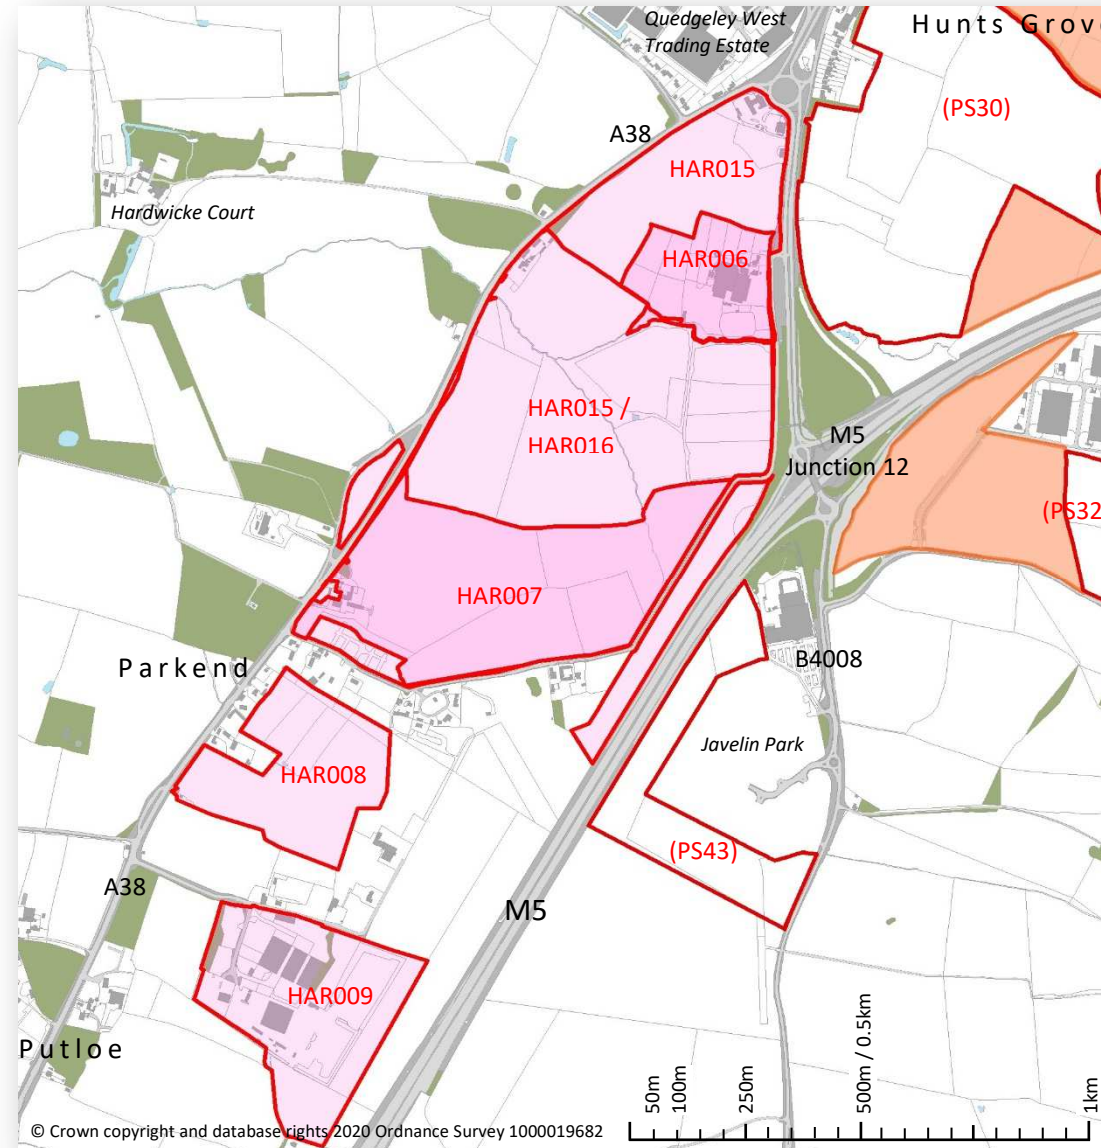 Quedgeley West
Trading Estate
Hunts Grove
(PS30)
A38
HAR015
Hardwicke Court
HAR006
HAR015 /
HAR016
M5
Junction 12
(PS32
HAR007
B4008
Parkend
Javelin Park
HAR008
(PS43)
A38
M5
HAR009
Putloe
50m
100m
250m
500m / 0.5km
1km
© Crown copyright and database rights 2020 Ordnance Survey 1000019682